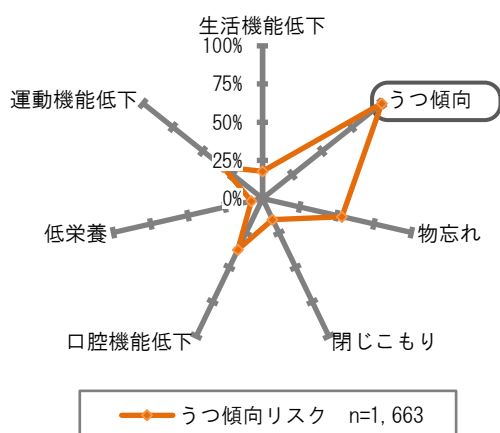 生活機能低下
100%
75%
50%
25%
0%
うつ傾向
物忘れ
閉じこもり
口腔機能低下
低栄養
運動機能低下
うつ傾向リスク n=1,663